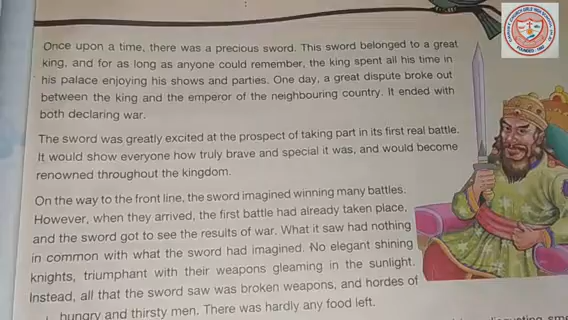 Once upon a time, there was a precious sword. This sword belonged to a great
king, and for as long as anyone could remember, the king spent all his time in
his palace enjoying his shows and parties. One day, a great dispute broke out
between the king and the emperor of the neighbouring country. It ended with
both declaring war.
The sword was greatly excited at the prospect of taking part in its first real battle.
It would show everyone how truly brave and special it was, and would become
renowned throughout the kingdom.
On the way to the front line, the sword imagined winning many battles.
However, when they arrived, the first battle had already taken place,
and the sword got to see the results of war. What it saw had nothing
in common with what the sword had imagined. No elegant shining
knights, triumphant with their weapons gleaming in the sunlight.
Instead, all that the sword saw was broken weapons, and hordes of
hungry and thirsty men. There was hardly any food left.